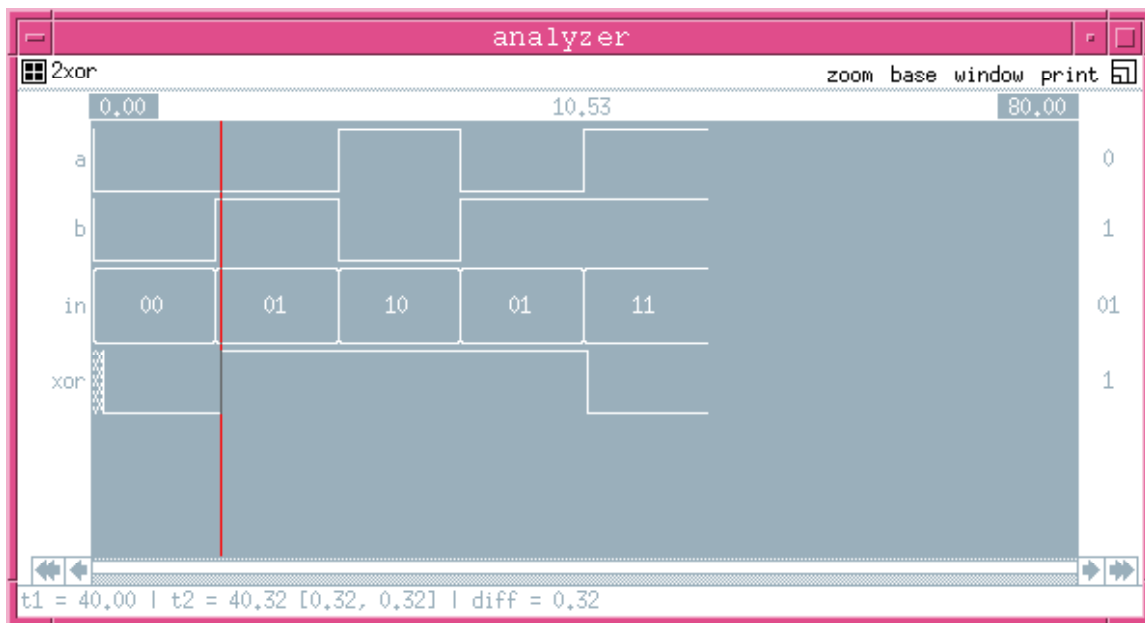 analyzer
2xor zoom base window print
0.00 10.53 80.00
a 0
b 1
in 00 01 10 01 11 01
xor 1
t1 = 40.00 | t2 = 40.32 [0.32, 0.32] | diff = 0.32